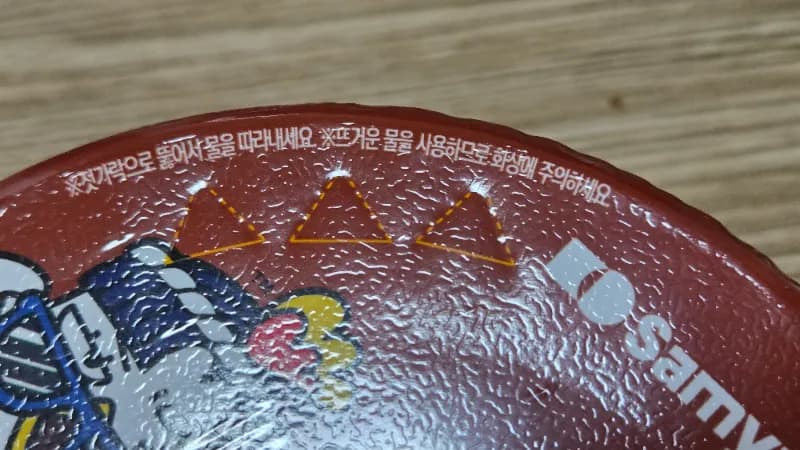 ※젓가락으로 뚫어서 물을 따라내세요. ※뜨거운 물을 사용하므로 화상에 주의하세요.
samy